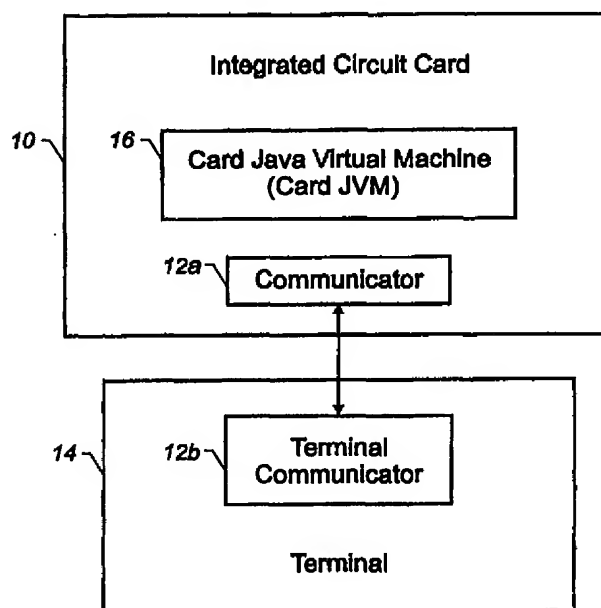 Integrated Circuit Card
10
16
Card Java Virtual Machine
(Card JVM)
12a
Communicator
14
12b
Terminal
Communicator
Terminal